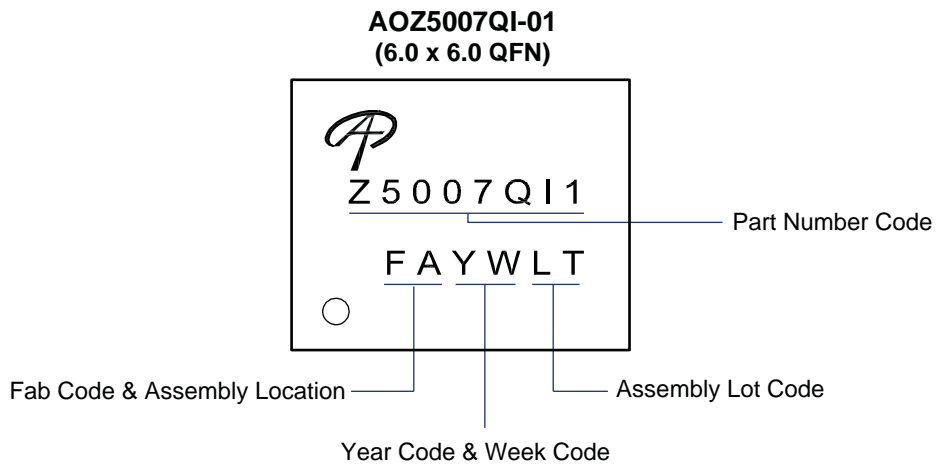 AOZ5007QI-01
(6.0 x 6.0 QFN)
Z5007QI1
Part Number Code
FAYWLT
Fab Code & Assembly Location
Assembly Lot Code
Year Code & Week Code